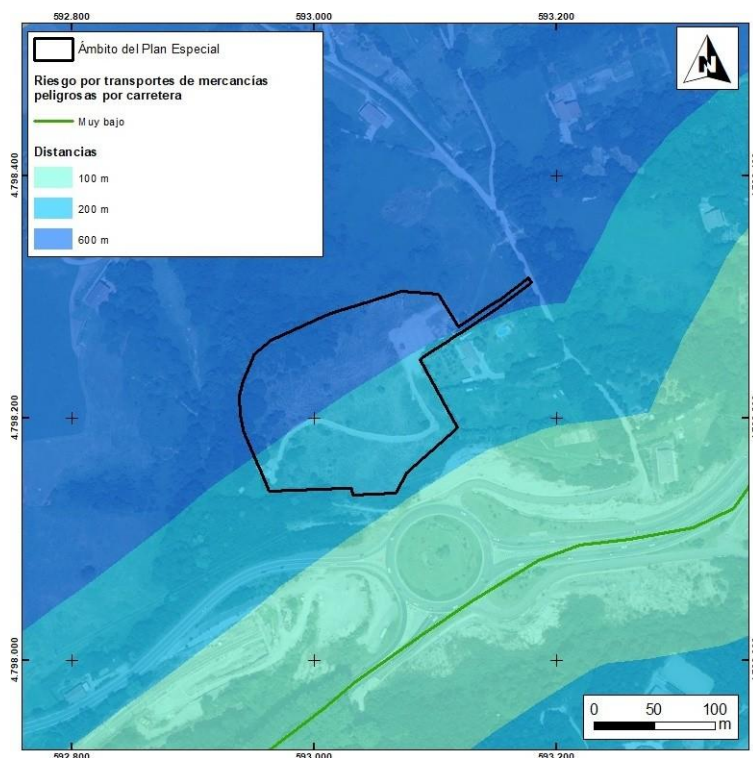 592.800 593.000 593.200
Ámbito del Plan Especial
Riesgo por transportes de mercancías
peligrosas por carretera
Muy bajo
Distancias
100 m
200 m
600 m
N
4.798.400
4.798.200
4.798.000
0 50 100
m
592.800 593.000 593.200